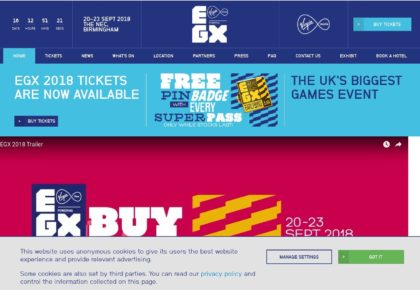 16 12 51 21
DAYS HOURS MINS SECS
20-23 SEPT 2018
THE NEC,
BIRMINGHAM
EGX
BUY TICKETS
HOME TICKETS NEWS WHAT'S ON LOCATION PARTNERS PRESS FAQ CONTACT US EXHIBIT BOOK A HOTEL
EGX 2018 TICKETS
ARE NOW AVAILABLE
BUY TICKETS
FREE
PIN BADGE
WITH EVERY
SUPER PASS
ONLY WHILE STOCKS LAST!
EGX
THE UK'S BIGGEST
GAMES EVENT
EGX 2018 Trailer
EGX
BUY
20-23
SEPT 2018
This website uses anonymous cookies to give its users the best website
experience and provide relevant advertising.
Some cookies are also set by third parties. You can read our privacy policy and
control the information collected on this page.
MANAGE SETTINGS
GOT IT